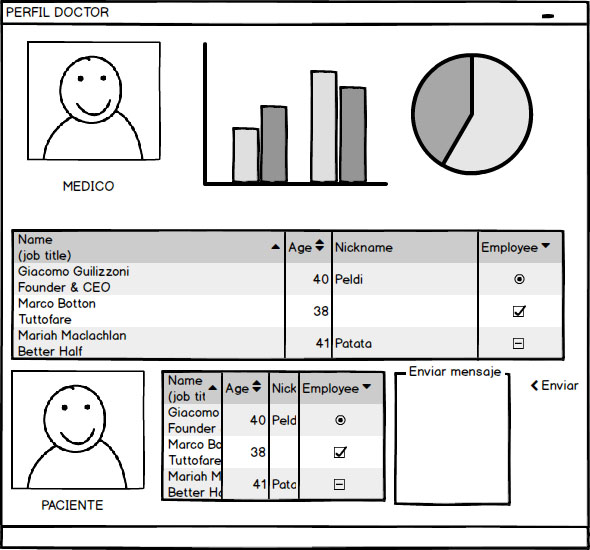 PERFIL DOCTOR
MEDICO
Name
(job title)
Age
Nickname
Employee
Giacomo Guilizzoni
Founder & CEO
40
Peldi
Marco Botton
Tuttofare
38
Mariah Maclachlan
Better Half
41
Patata
Name
(job tit
Age
Nick
Employee
Giacomo
Founder
40
Peld
Marco Bo
Tuttofare
38
Mariah M
Better Ha
41
Pata
Enviar mensaje
Enviar
PACIENTE